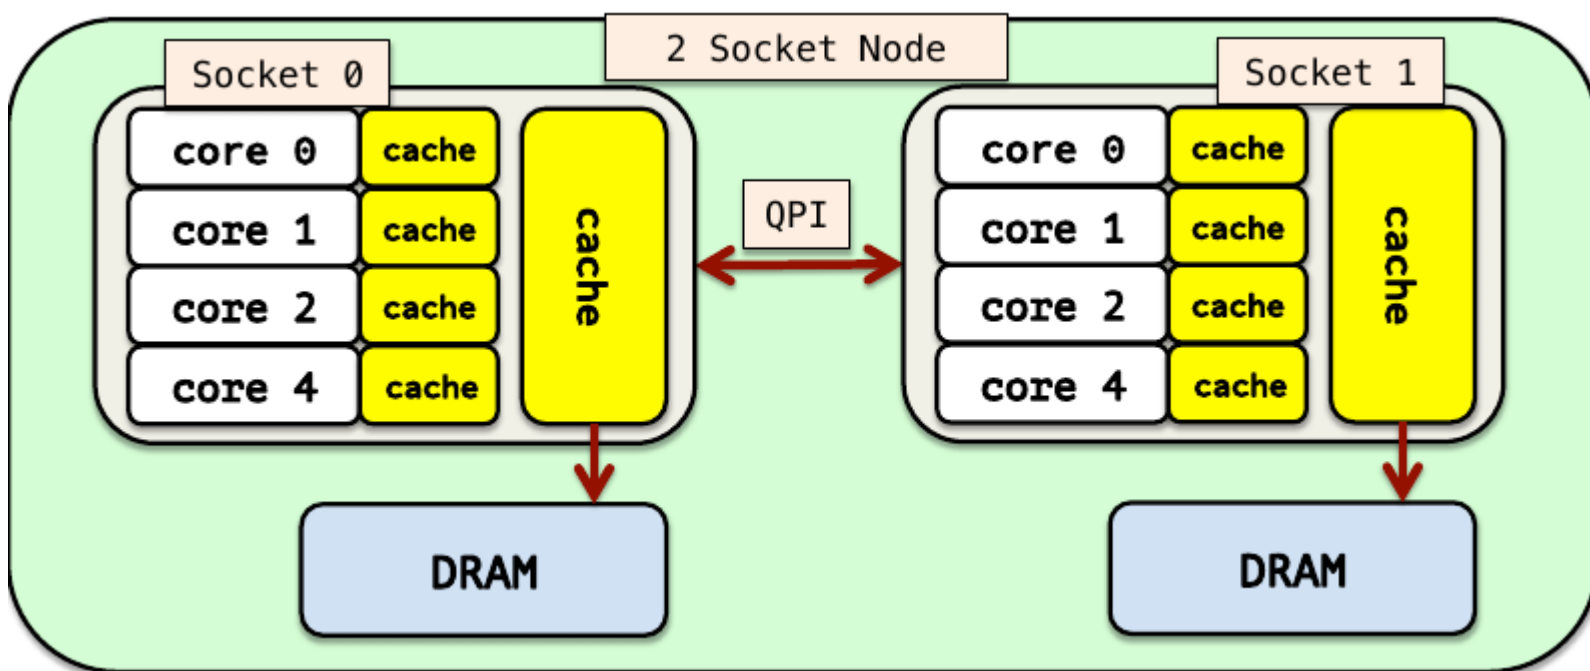 2 Socket Node
Socket 0
core 0 cache
core 1 cache
core 2 cache
core 4 cache
cache
DRAM
QPI
Socket 1
core 0 cache
core 1 cache
core 2 cache
core 4 cache
cache
DRAM